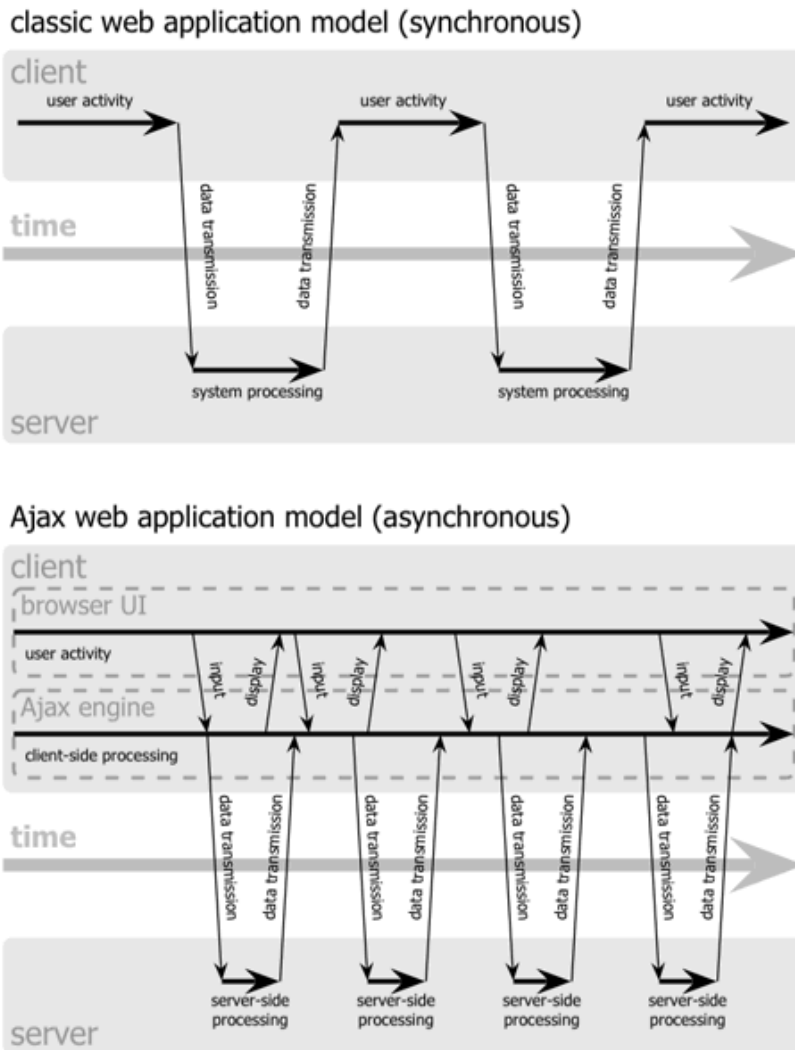 classic web application model (synchronous)
client
user activity
user activity
user activity
data transmission
data transmission
data transmission
data transmission
time
system processing
system processing
server
Ajax web application model (asynchronous)
client
browser UI
user activity
input
display
input
display
input
display
input
display
Ajax engine
client-side processing
data transmission
data transmission
data transmission
data transmission
data transmission
data transmission
data transmission
data transmission
time
server-side
processing
server-side
processing
server-side
processing
server-side
processing
server